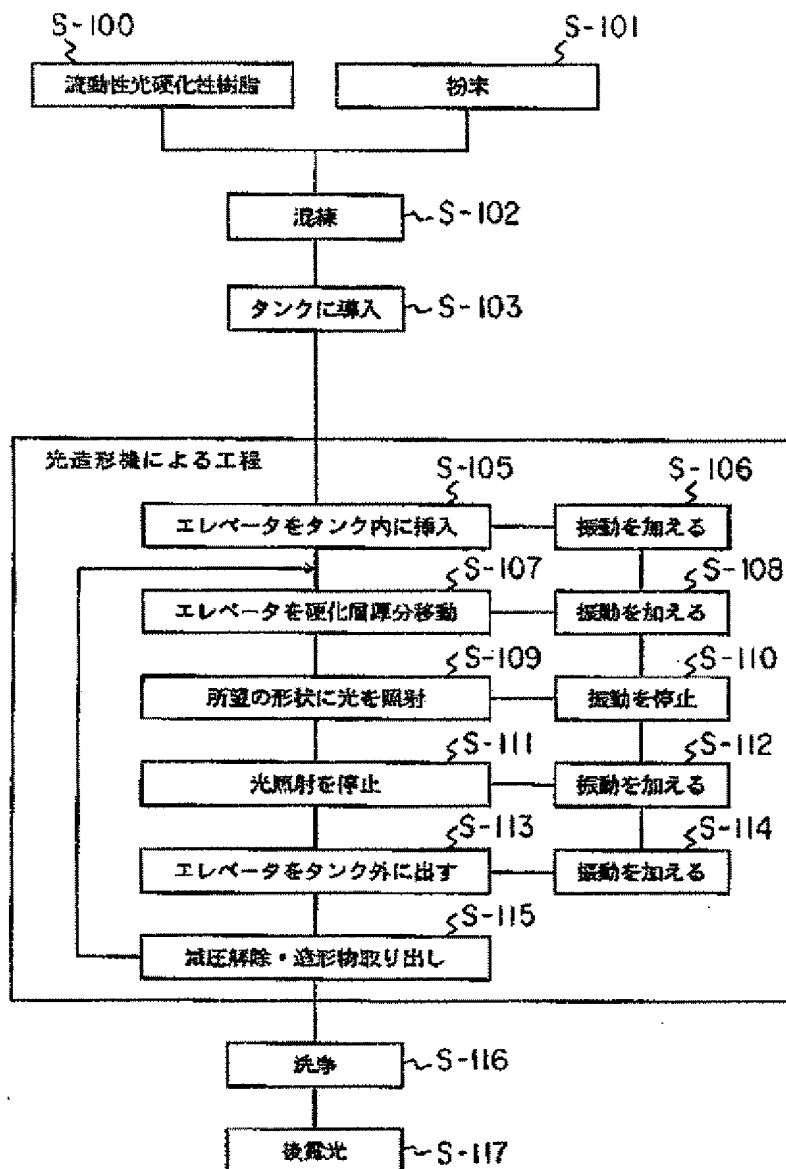 S-100
S-101
流動性光硬化性樹脂
粉末
混練
S-102
タンクに導入
S-103
光造形機による工程
S-105
S-106
エレベータをタンク内に挿入
振動を加える
S-107
S-108
エレベータを硬化層源分移動
振動を加える
S-109
S-110
所望の形状に光を照射
振動を停止
S-111
S-112
光照射を停止
振動を加える
S-113
S-114
エレベータをタンク外に出す
振動を加える
S-115
減圧解除・造形物取り出し
洗浄
S-116
後露光
S-117